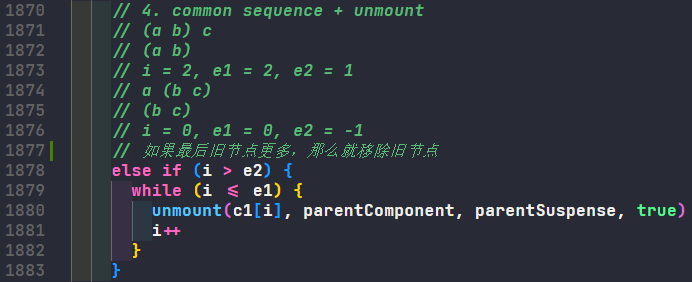 1870 // 4. common sequence + unmount
1871 // (a b) c
1872 // (a b)
1873 // i = 2, e1 = 2, e2 = 1
1874 // a (b c)
1875 // (b c)
1876 // i = 0, e1 = 0, e2 = -1
1877 // 如果最后旧节点更多，那么就移除旧节点
1878 else if (i > e2) {
1879 while (i <= e1) {
1880 unmount(c1[i], parentComponent, parentSuspense, true)
1881 i++
1882 }
1883 }